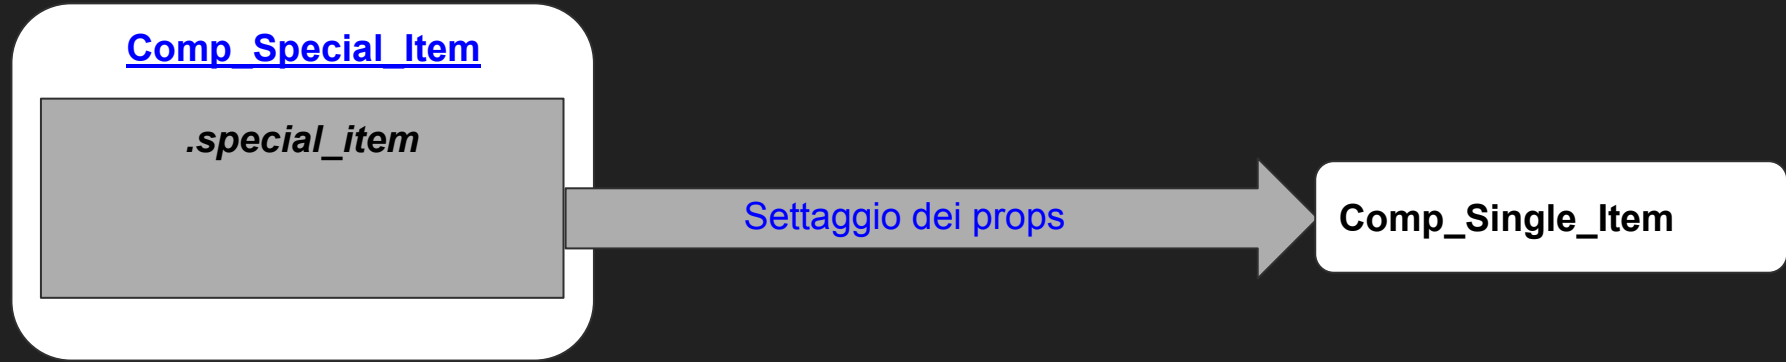 Comp_Special_Item
.special_item
Settaggio dei props
Comp_Single_Item